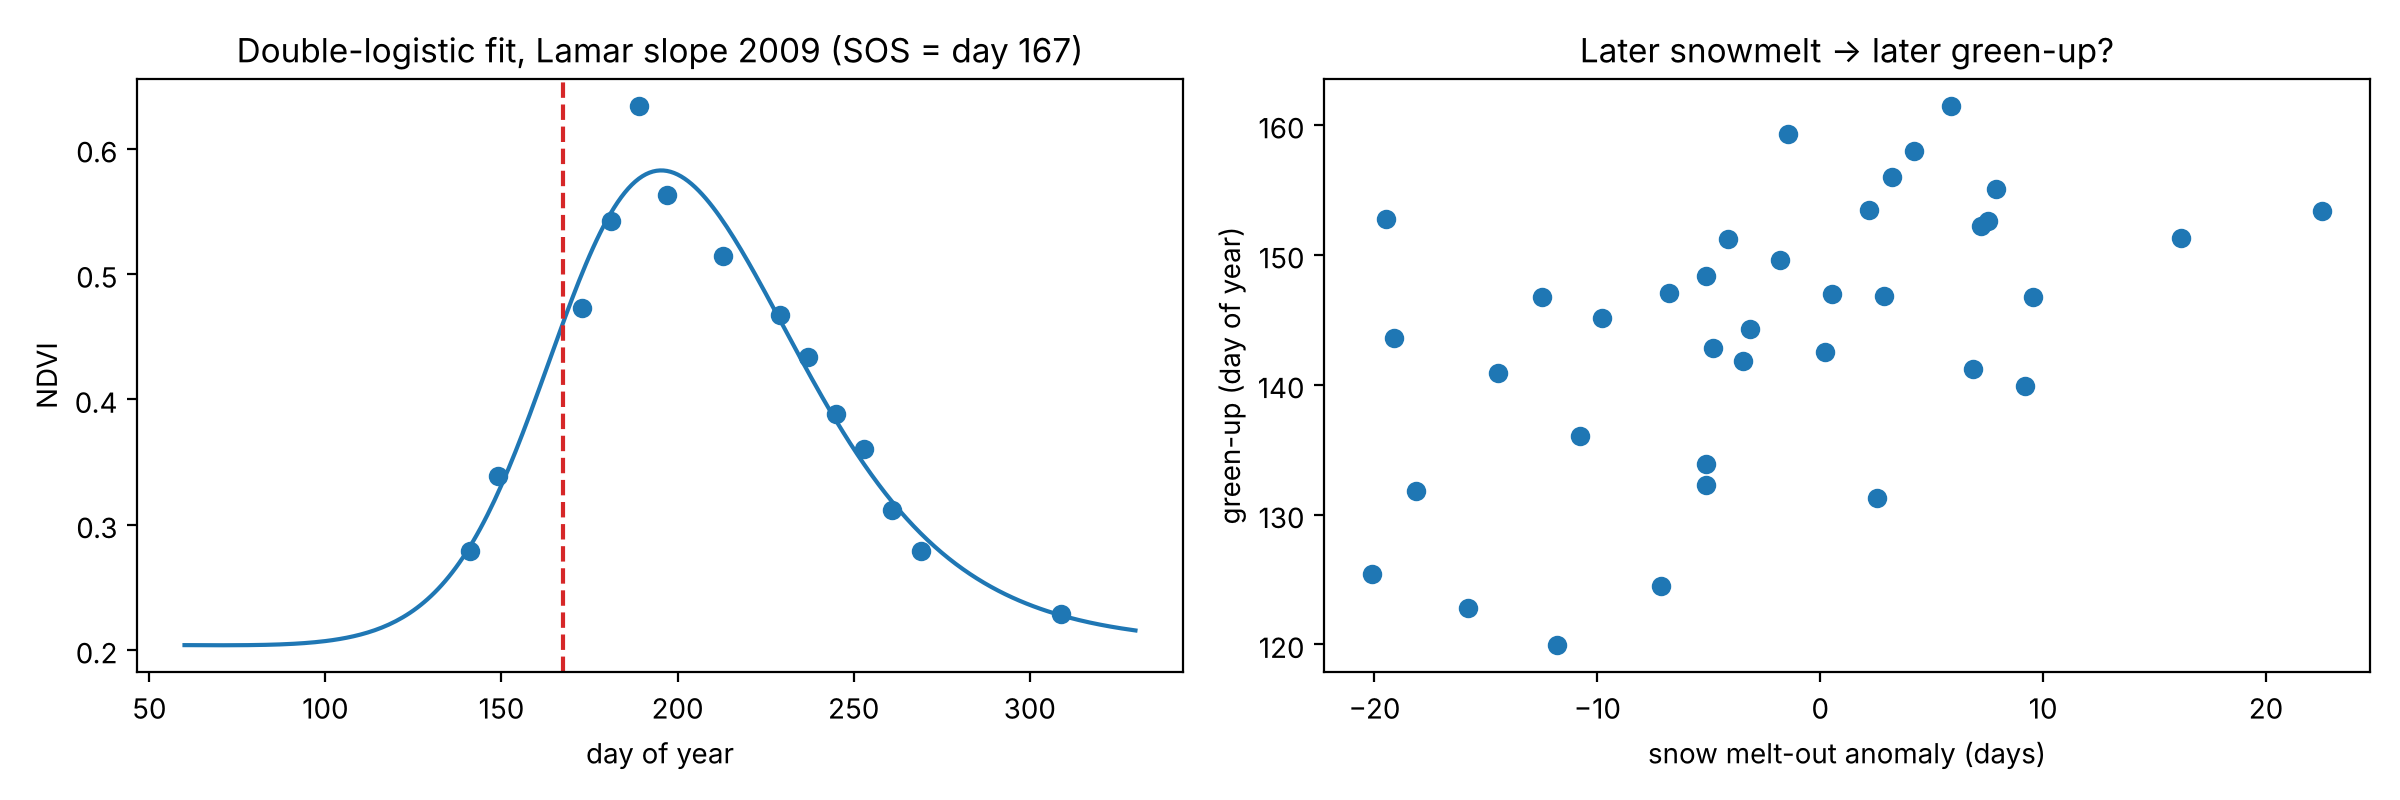 Double-logistic fit, Lamar slope 2009 (SOS = day 167)
NDVI
0.6
0.5
0.4
0.3
0.2
50 100 150 200 250 300
day of year
Later snowmelt → later green-up?
green-up (day of year)
160
150
140
130
120
−20 −10 0 10 20
snow melt-out anomaly (days)